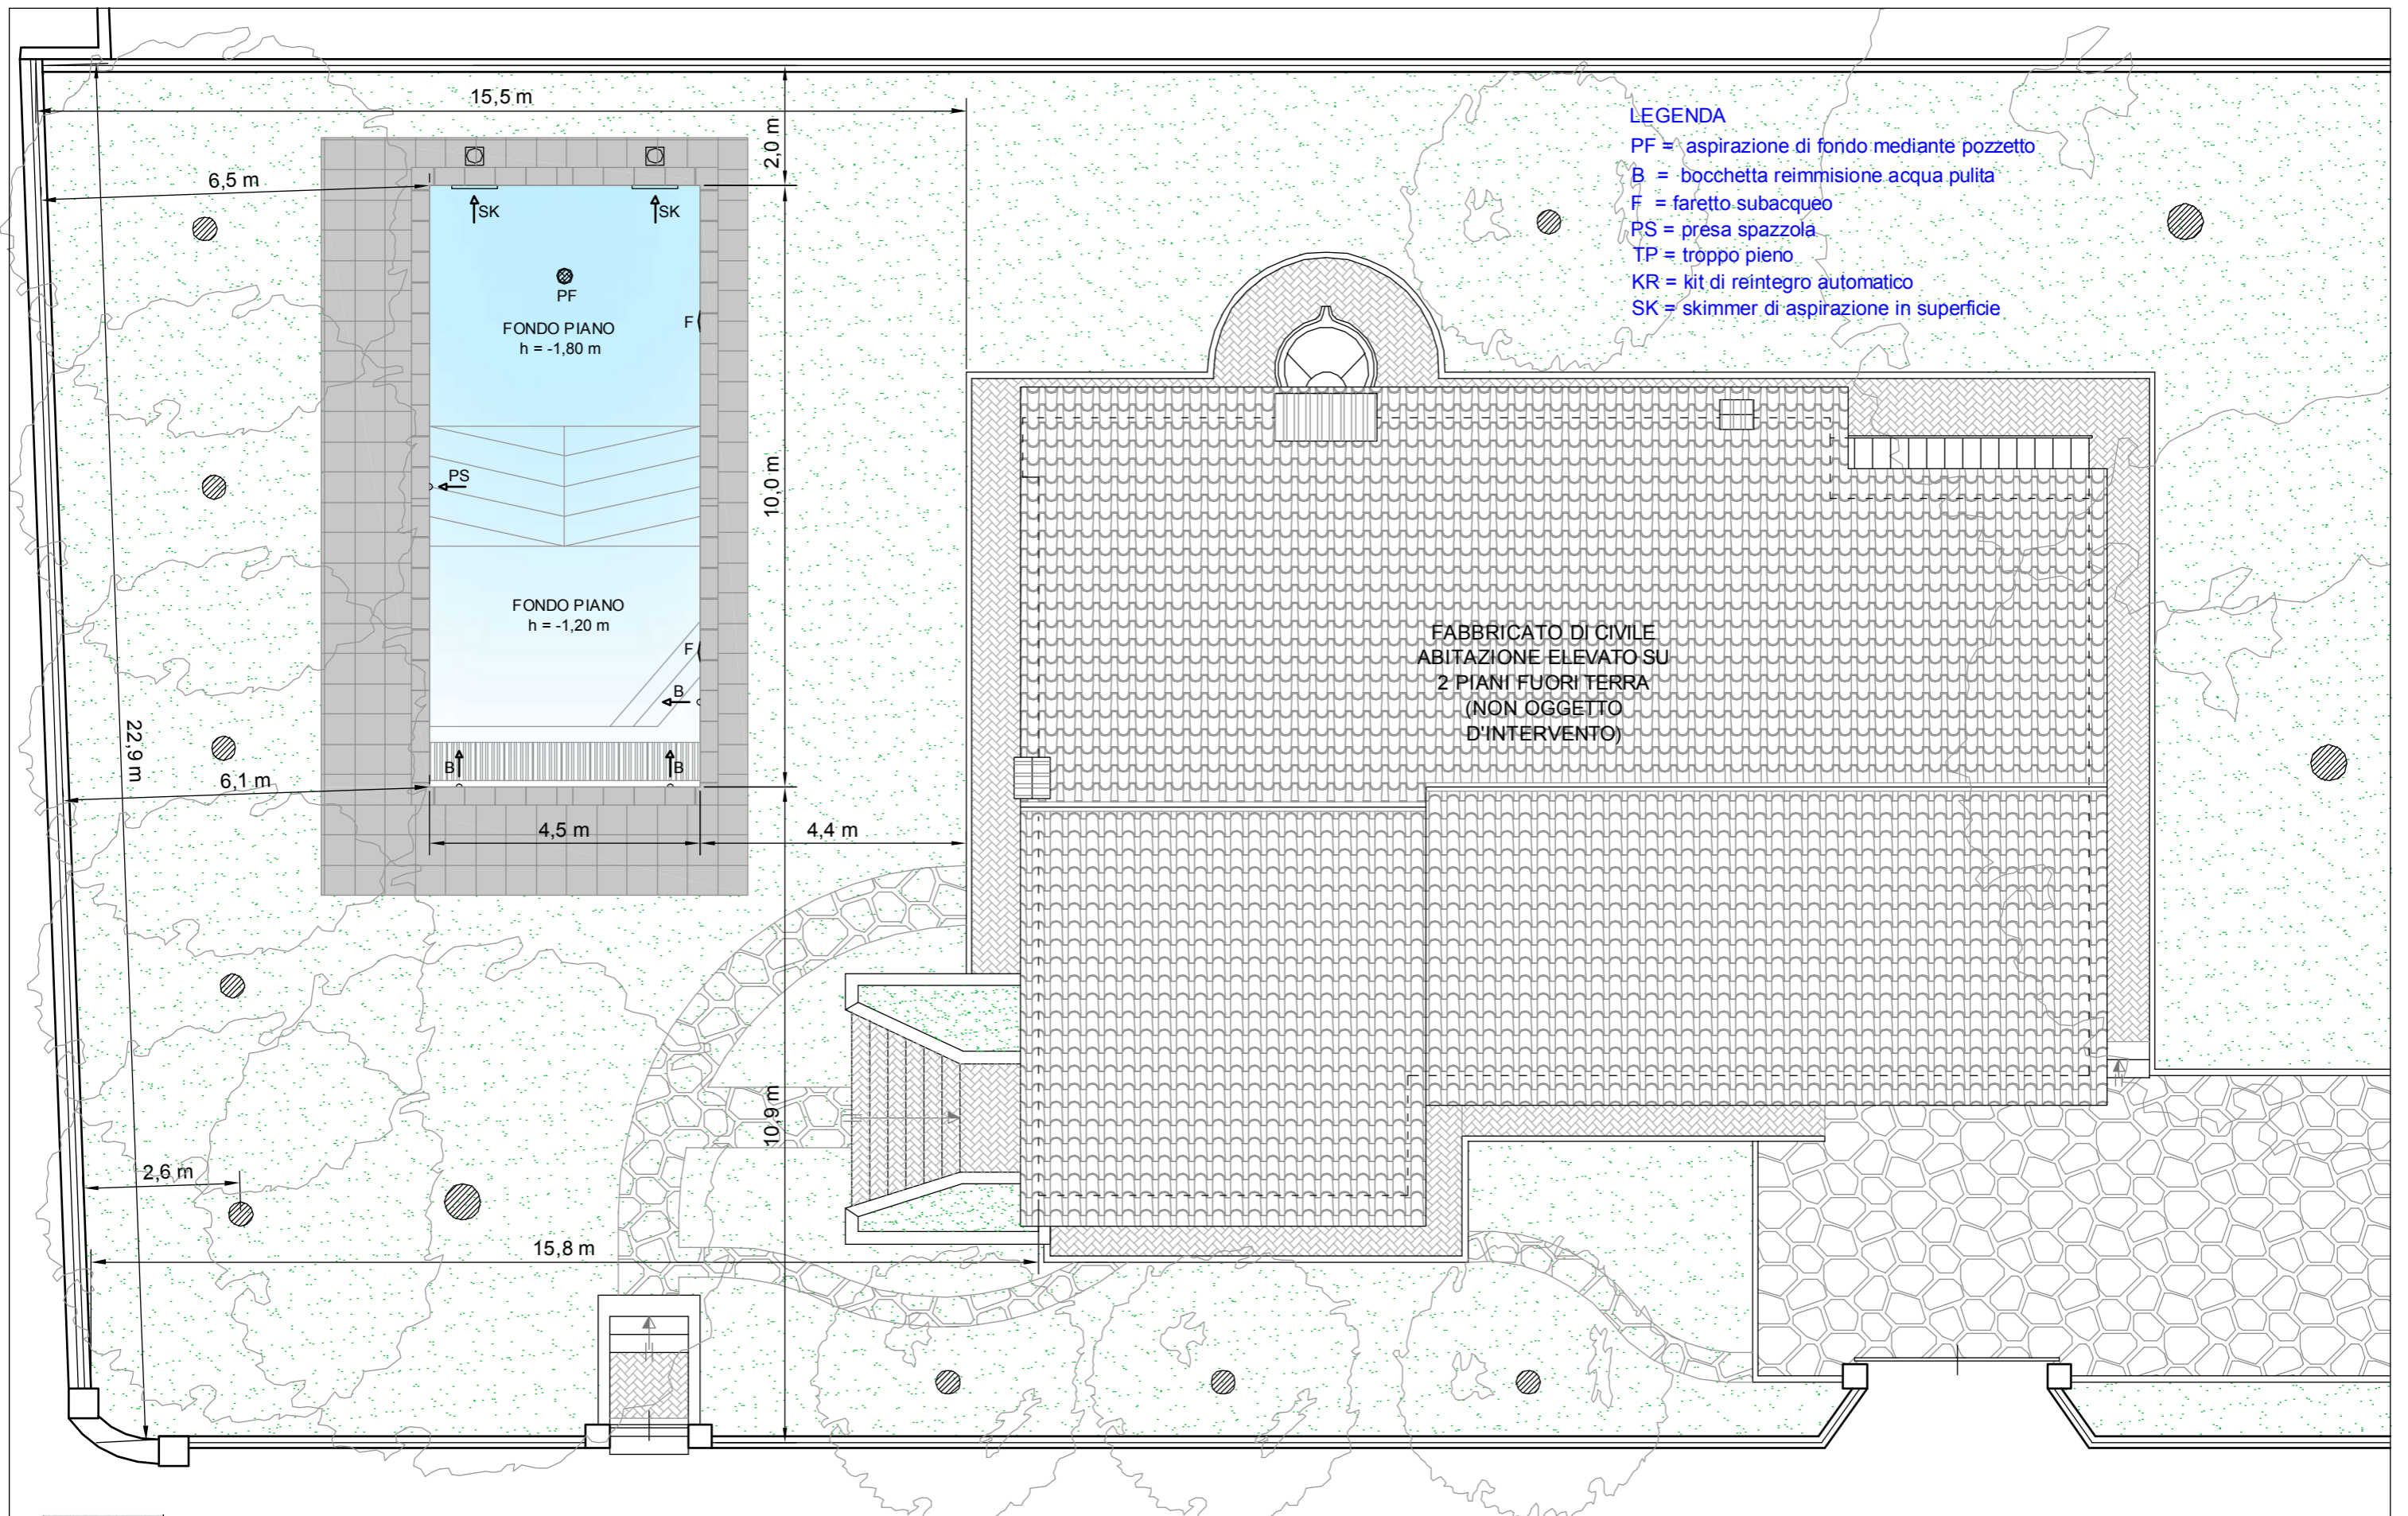 15,5 m
2,0 m
LEGENDA
PF = aspirazione di fondo mediante pozzetto
B = bocchetta reimmisione acqua pulita
F = faretto subacqueo
PS = presa spazzola
TP = troppo pieno
KR = kit di reintegro automatico
SK = skimmer di aspirazione in superficie
6,5 m
SK
SK
PF
FONDO PIANO
h = -1,80 m
F
PS
10,0 m
FONDO PIANO
h = -1,20 m
F
B
FABBRICATO DI CIVILE
ABITAZIONE ELEVATO SU
2 PIANI FUORI TERRA
(NON OGGETTO
D'INTERVENTO)
22,9 m
6,1 m
B
B
4,5 m
4,4 m
10,9 m
2,6 m
15,8 m